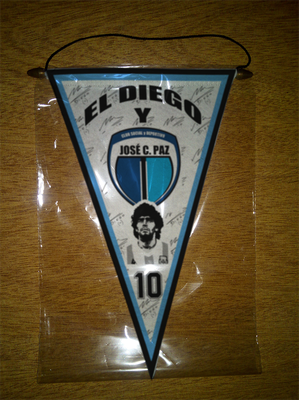 EL DIEGO
Y
CLUB SOCIAL & DEPORTIVO
JOSÉ C. PAZ
10